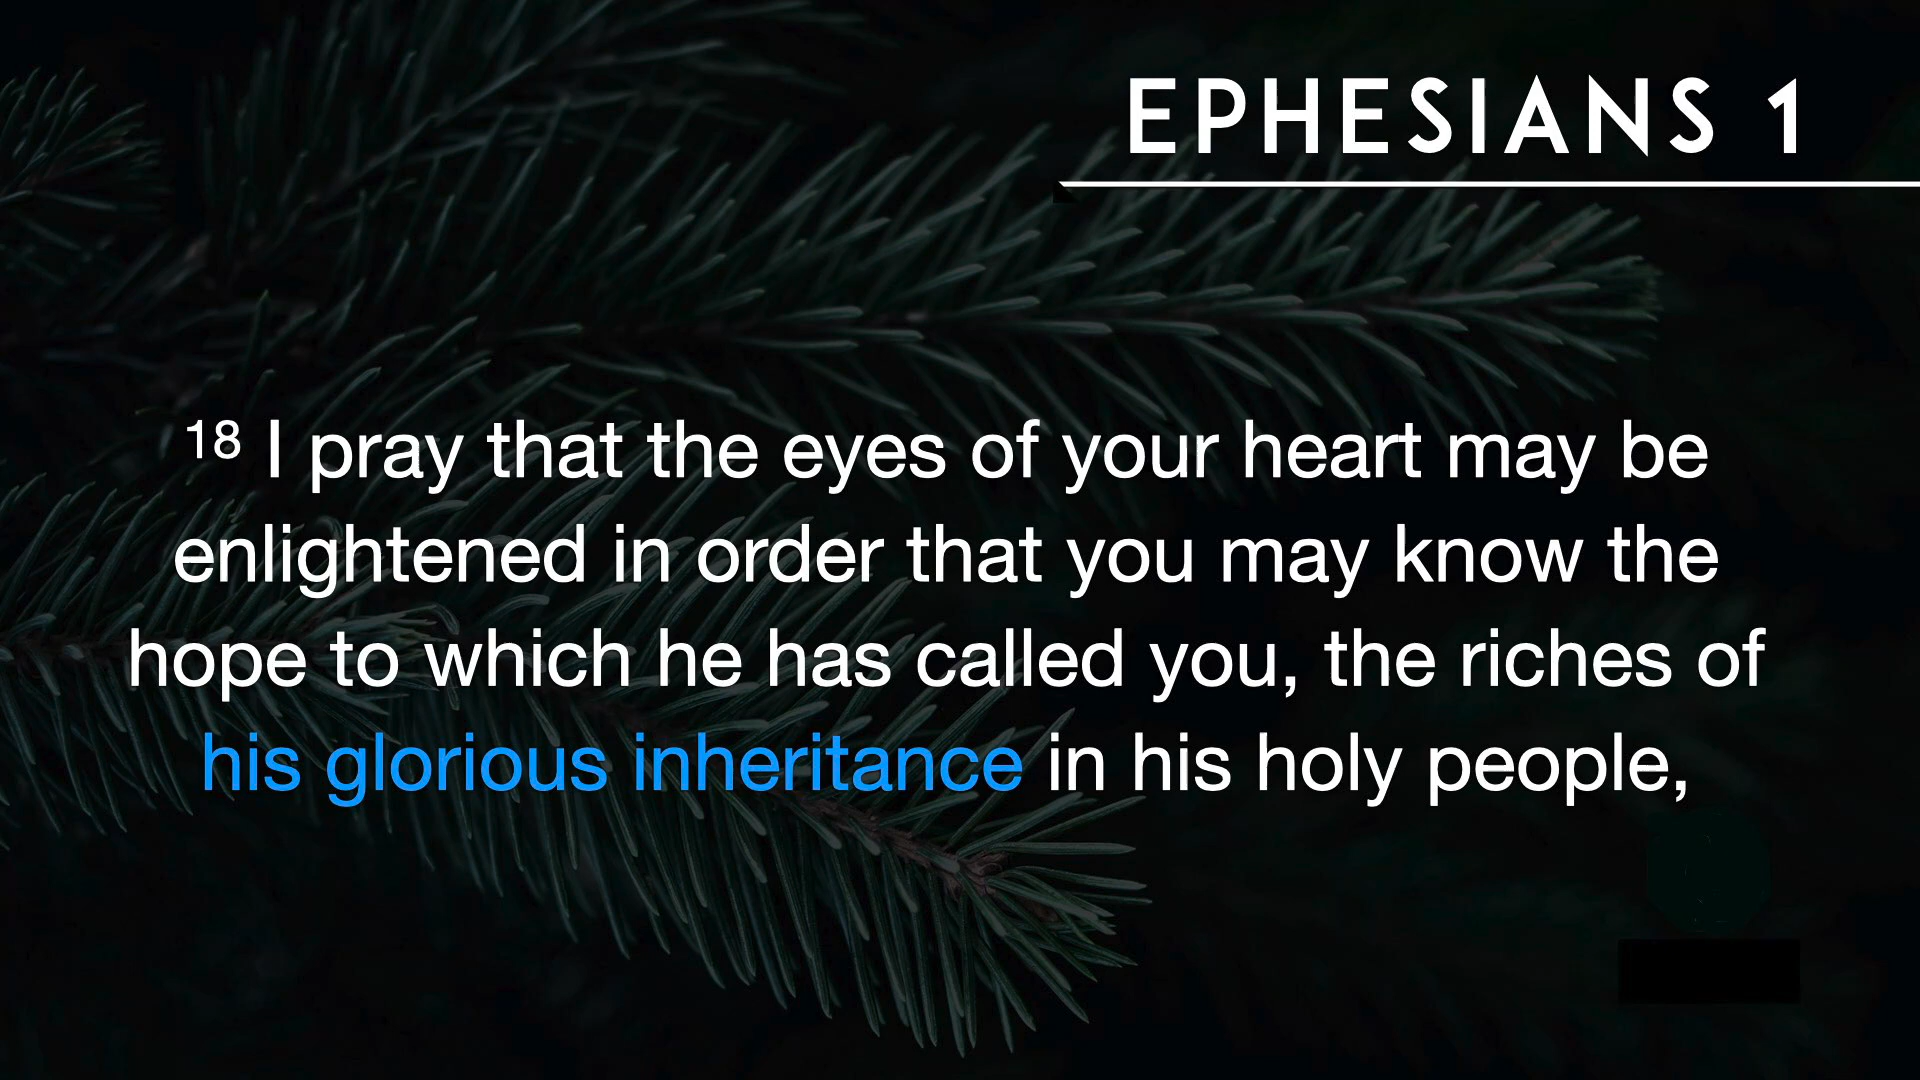 EPHESIANS 1
18 I pray that the eyes of your heart may be
enlightened in order that you may know the
hope to which he has called you, the riches of
his glorious inheritance in his holy people,